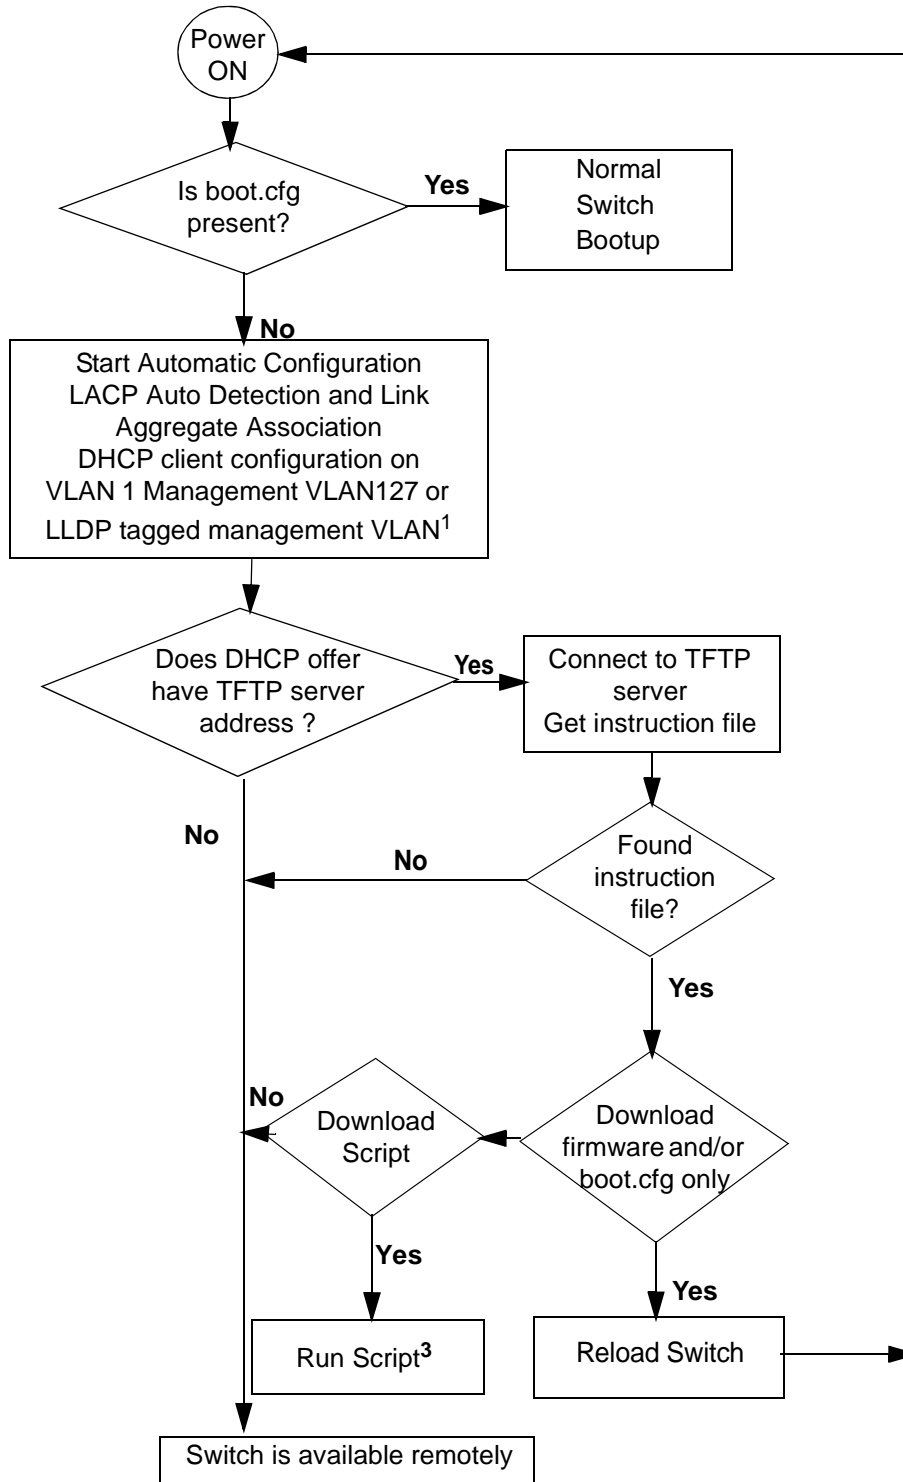 Power
ON
Is boot.cfg
present?
Yes
Normal
Switch
Bootup
No
Start Automatic Configuration
LACP Auto Detection and Link
Aggregate Association
DHCP client configuration on
VLAN 1 Management VLAN127 or
LLDP tagged management VLAN1
Does DHCP offer
have TFTP server
address ?
Yes
Connect to TFTP
server
Get instruction file
No
No
Found
instruction
file?
Yes
No
Download
Script
Download
firmware and/or
boot.cfg only
Yes
Yes
Run Script3
Reload Switch
Switch is available remotely